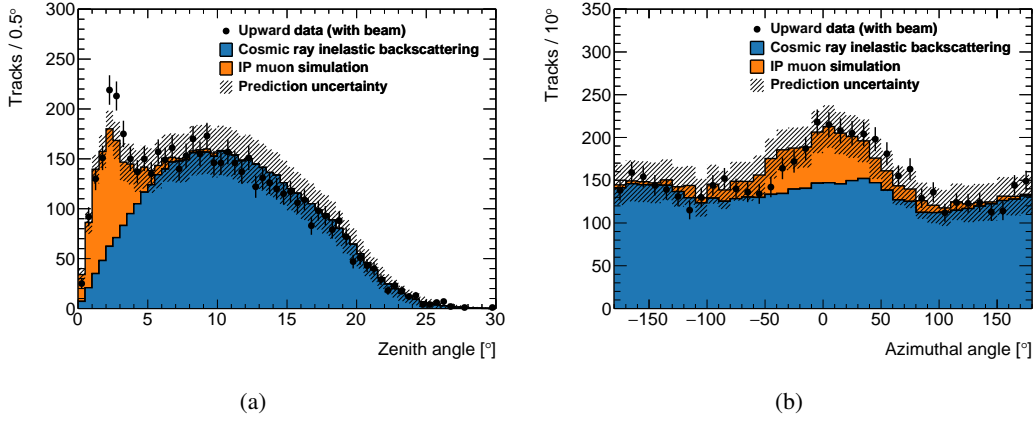 (a)
Tracks / 0.5°
Upward data (with beam)
Cosmic ray inelastic backscattering
IP muon simulation
Prediction uncertainty
300
250
200
150
100
50
0
0 5 10 15 20 25 30
Zenith angle [°]
(a)
(b)
Tracks / 10°
Upward data (with beam)
Cosmic ray inelastic backscattering
IP muon simulation
Prediction uncertainty
350
300
250
200
150
100
50
0
−150 −100 −50 0 50 100 150
Azimuthal angle [°]
(b)